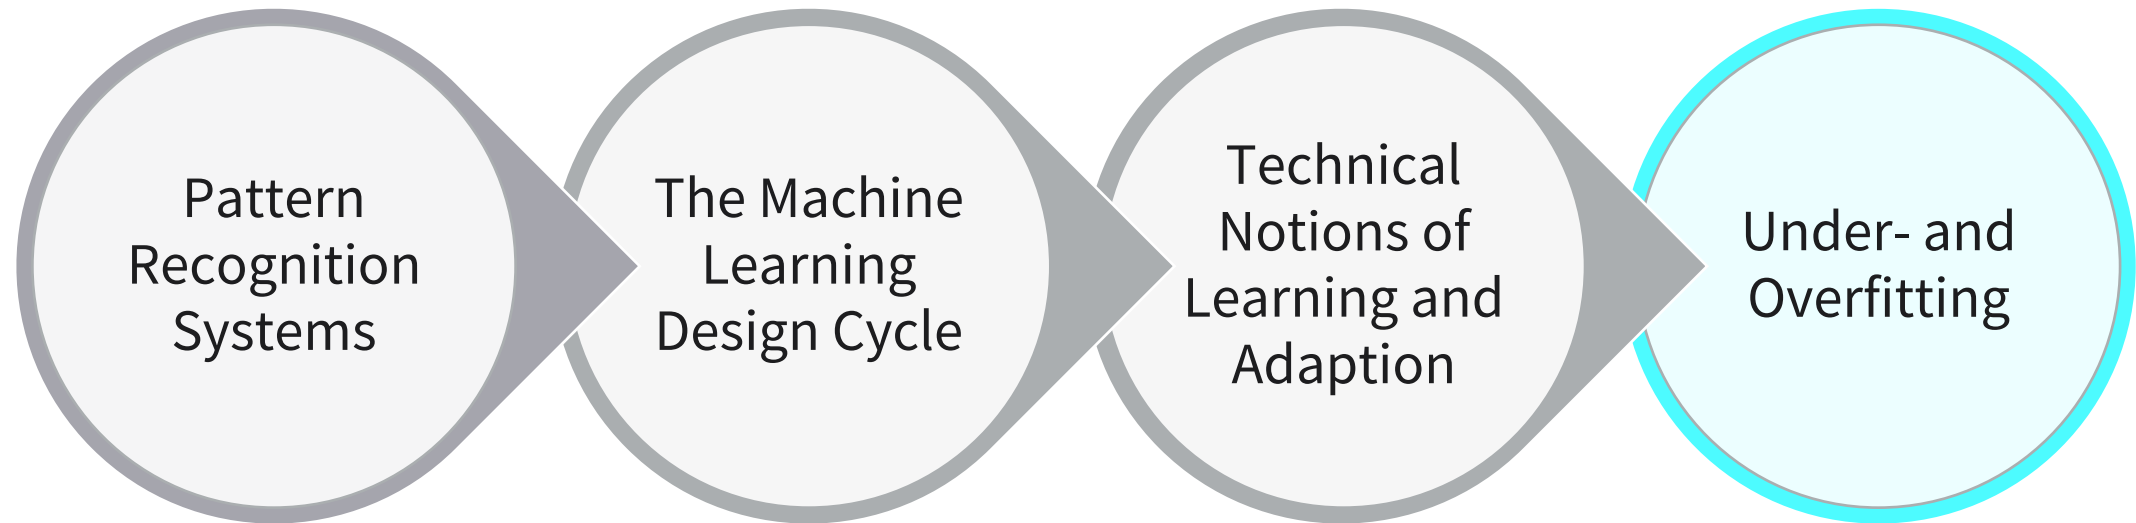 Pattern
Recognition
Systems
The Machine
Learning
Design Cycle
Technical
Notions of
Learning and
Adaption
Under- and
Overfitting